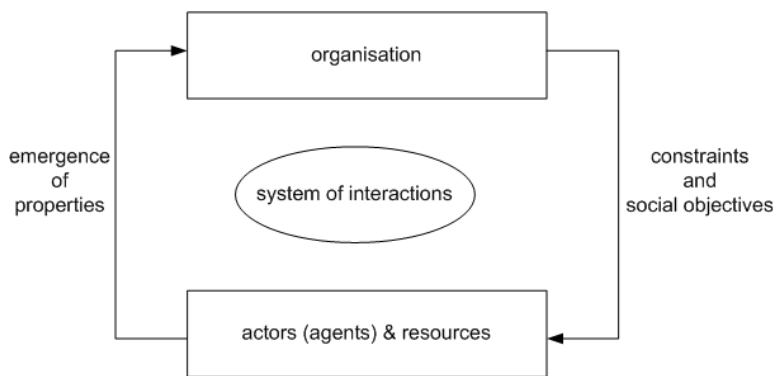 organisation
emergence
of
properties
constraints
and
social objectives
system of interactions
actors (agents) & resources